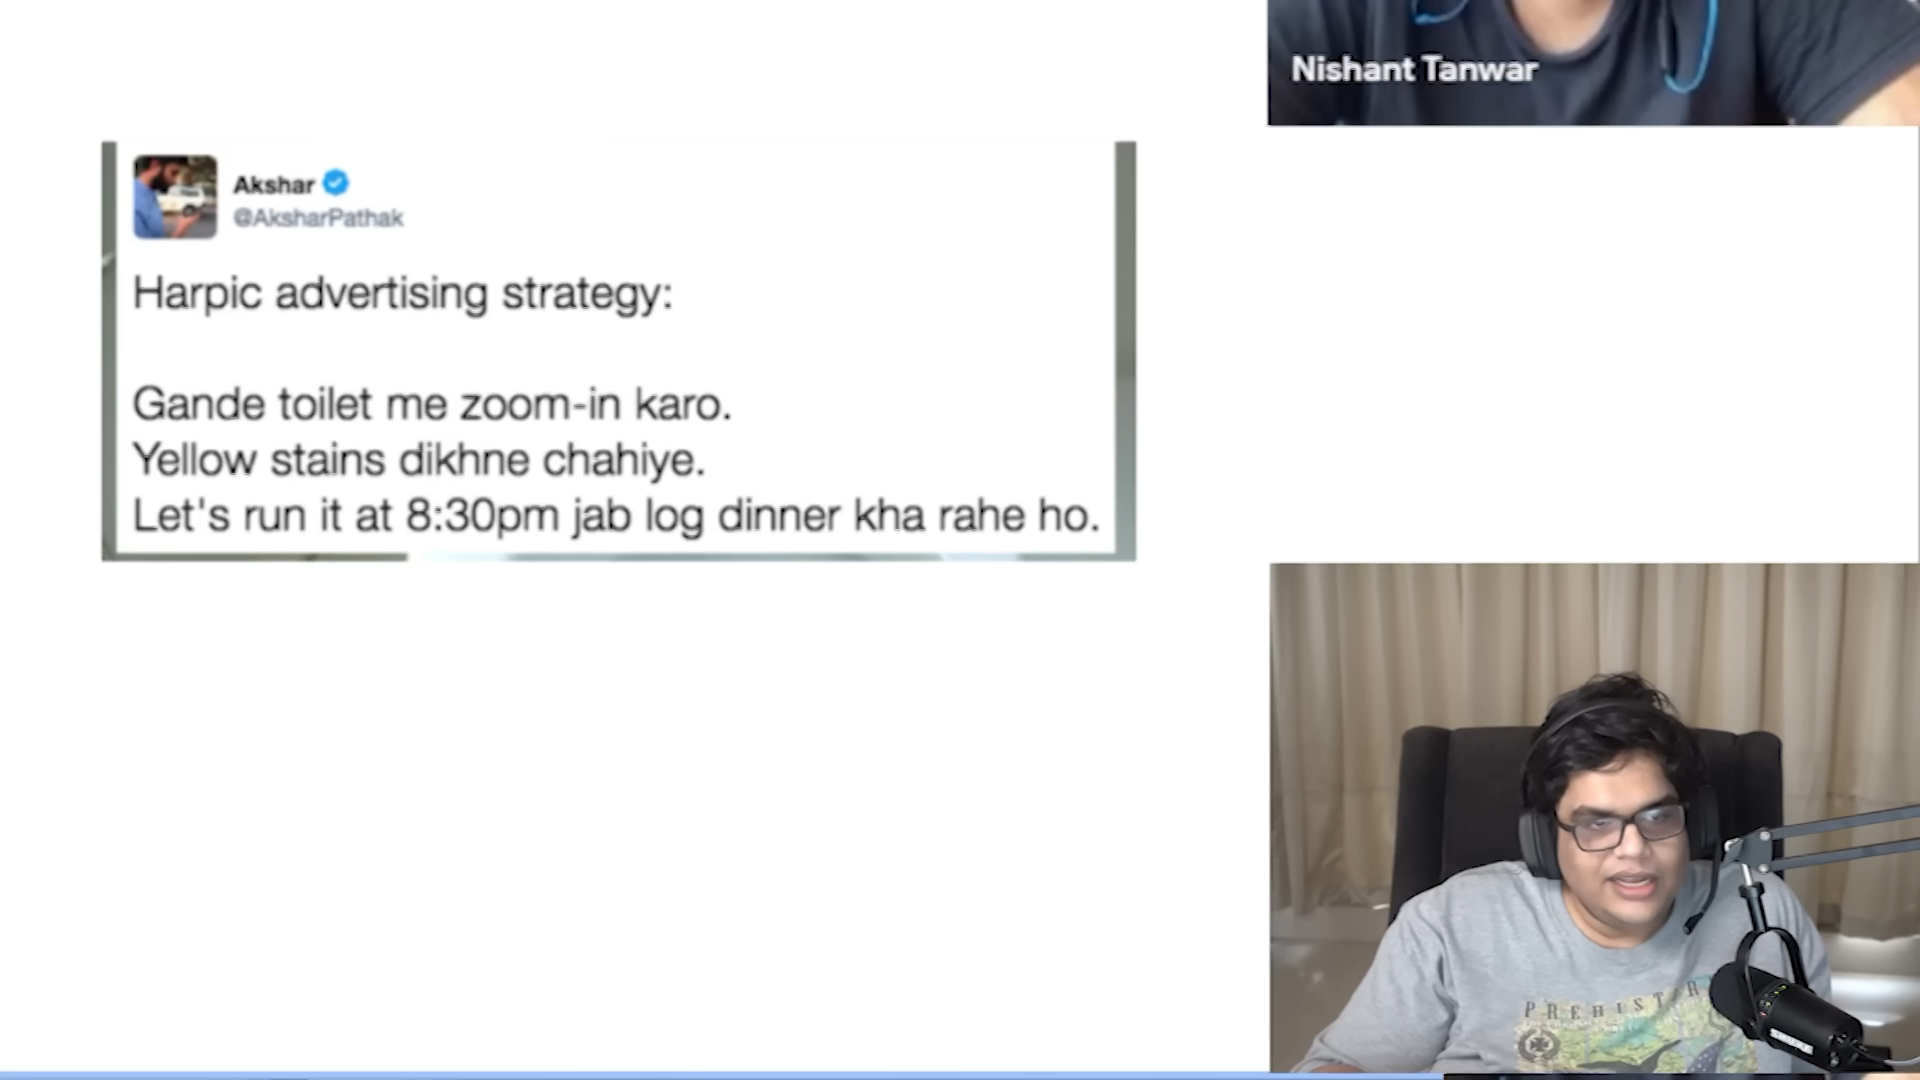 Nishant Tanwar
Akshar
@AksharPathak
Harpic advertising strategy:
Gande toilet me zoom-in karo.
Yellow stains dikhne chahiye.
Let's run it at 8:30pm jab log dinner kha rahe ho.
PREHISTOR